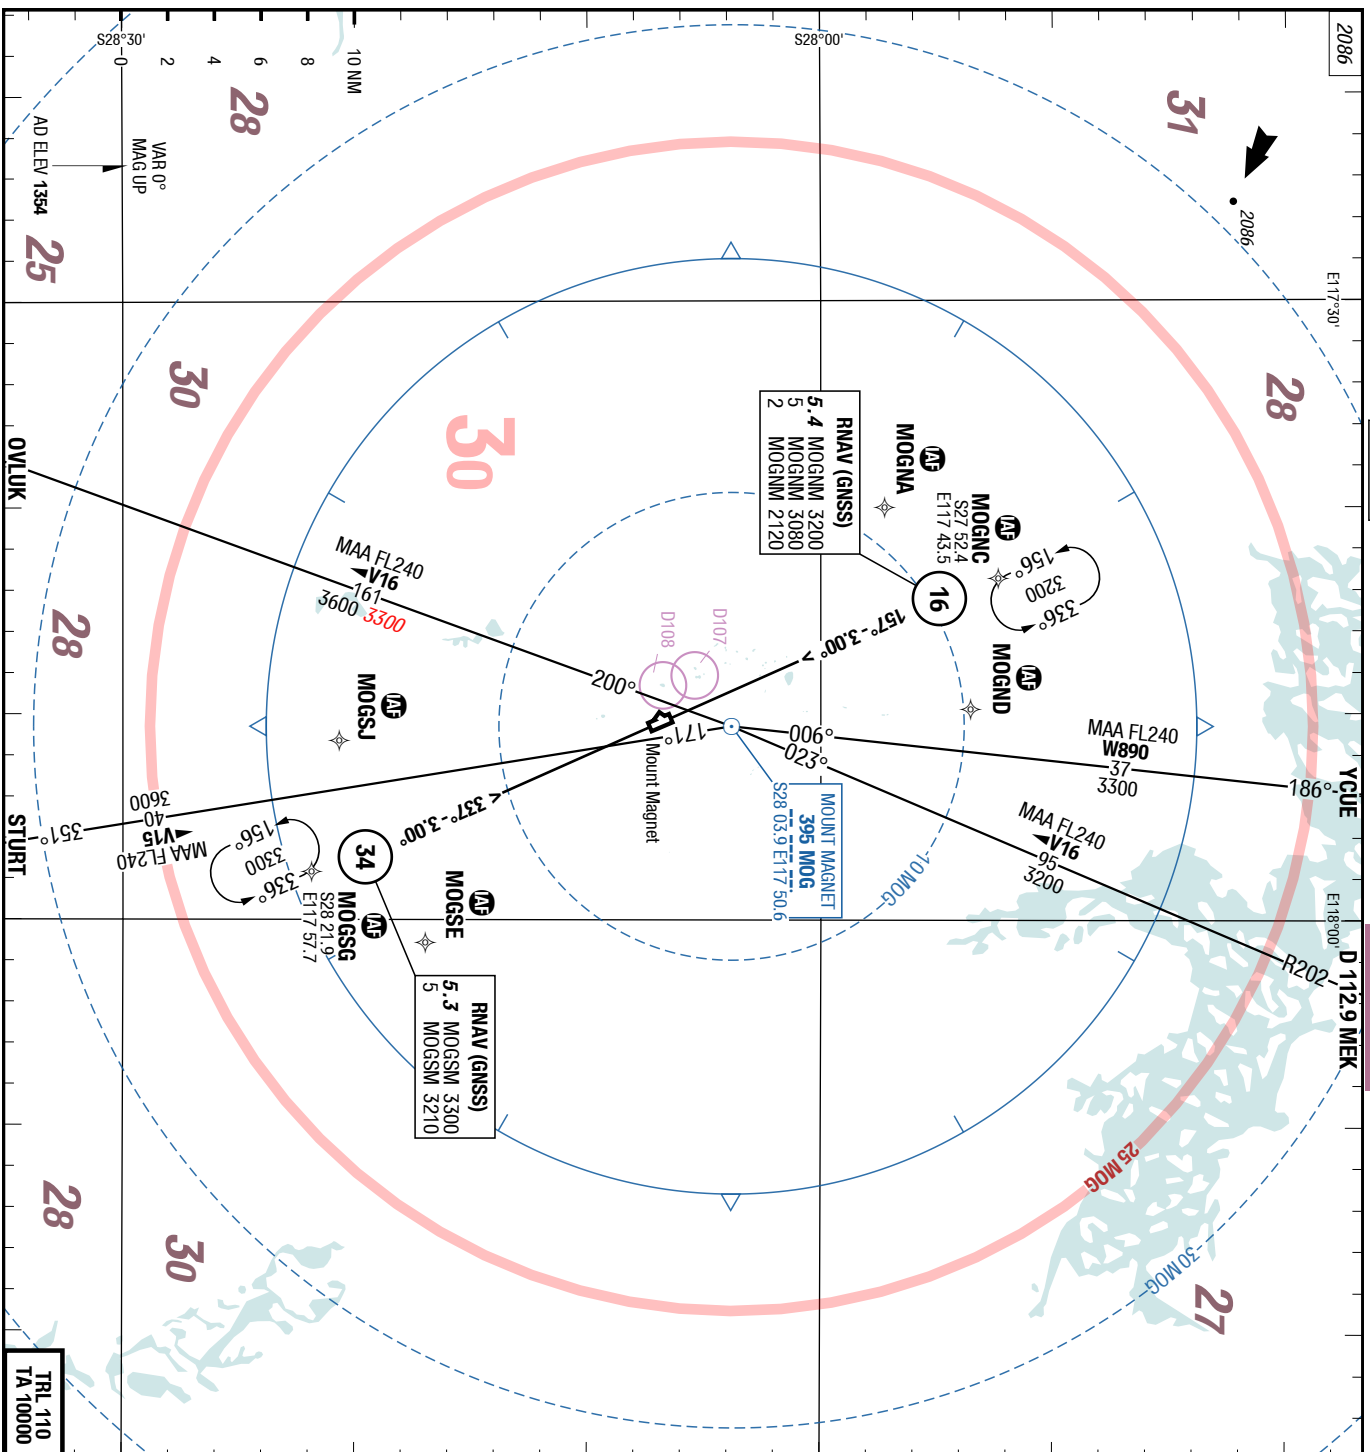 2086
31
2086
S28°30'
0
2
4
6
8
10 NM
S28°00'
28
AD ELEV 1354
VAR 0°
MAG UP
25
E117°30'
28
30
30
OVLUK
28
MAA FL240
V16
161
3600 3300
RNAV (GNSS)
5.4 MOGNM 3200
5 MOGNM 3080
2 MOGNM 2120
IAF
MOGNA
IAF
MOGNC
S27 52.4
E117 43.5
156°
3200
336°
16
157°-3.00°
D107
D108
IAF
MOGND
200°
IAF
MOGSJ
Mount Magnet
171°
006°
023°
MAA FL240
W890
37
3300
186°
YCUE
MAA FL240
V16
95
3200
MOUNT MAGNET
395 MOG
S28 03.9 E117 50.6
10 MOG
337°-3.00°
34
156°
3300
336°
IAF
MOGSG
S28 21.9
E117 57.7
IAF
MOGSE
3600
40
V15
MAA FL240
351°
STURT
RNAV (GNSS)
5.3 MOGSM 3300
5 MOGSM 3210
E118°00'
R202
D 112.9 MEK
25 MOG
30 MOG
27
28
30
TRL 110
TA 10000